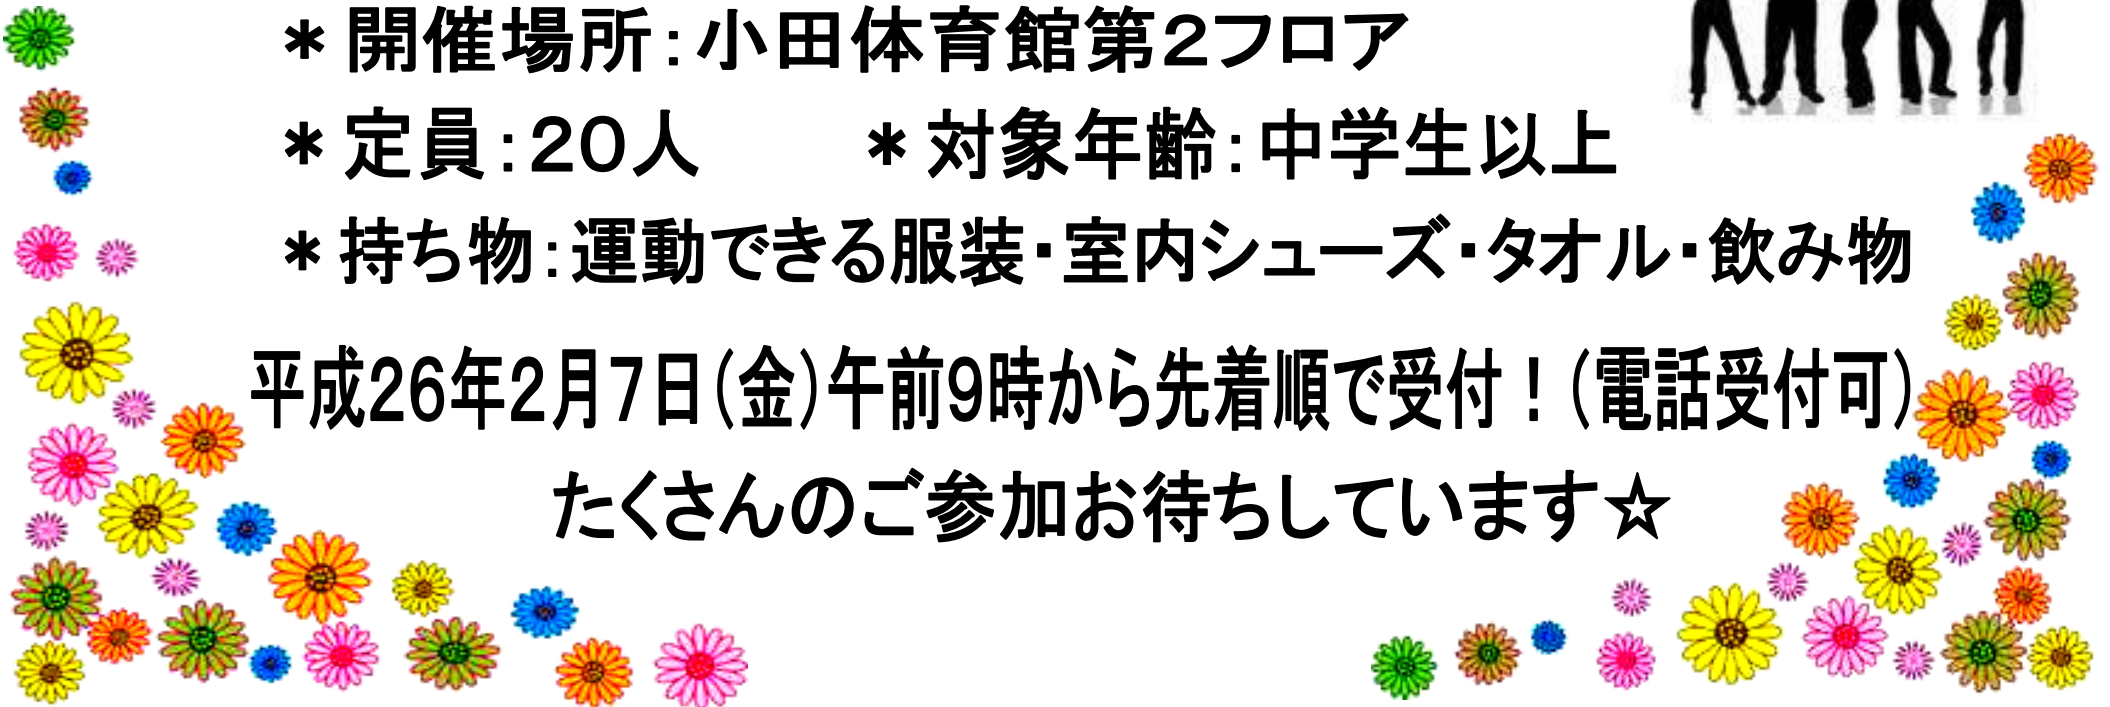 ＊開催場所：小田体育館第２フロア
＊定員：２０人　　＊対象年齢：中学生以上
＊持ち物：運動できる服装・室内シューズ・タオル・飲み物
平成26年2月7日（金）午前9時から先着順で受付！（電話受付可）
たくさんのご参加お待ちしています☆